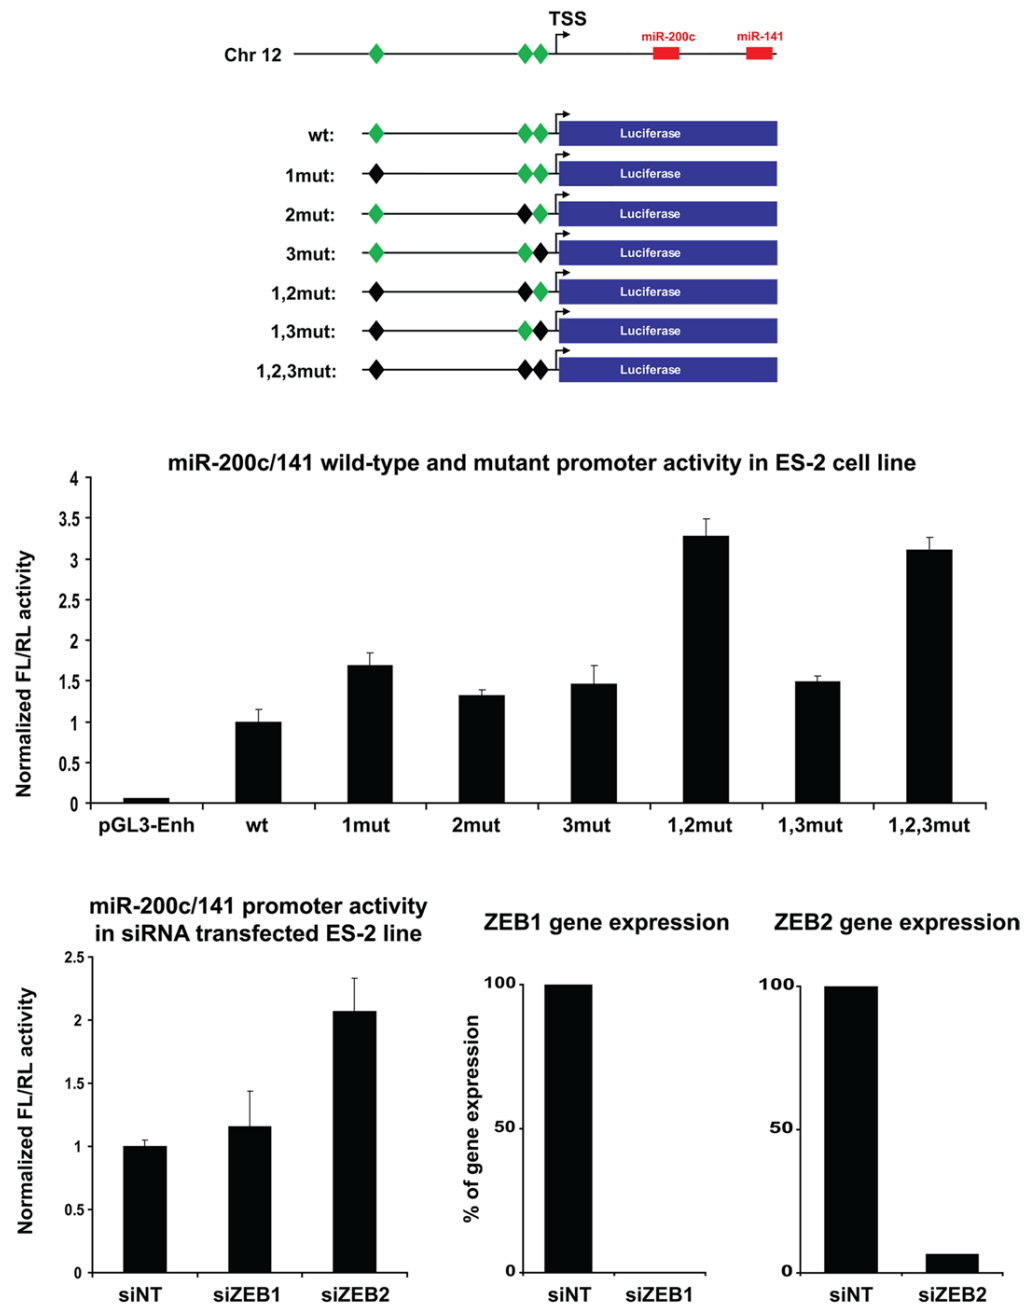 TSS
miR-200c
miR-141
Chr 12
wt:
Luciferase
1mut:
Luciferase
2mut:
Luciferase
3mut:
Luciferase
1,2mut:
Luciferase
1,3mut:
Luciferase
1,2,3mut:
Luciferase
miR-200c/141 wild-type and mutant promoter activity in ES-2 cell line
Normalized FL/RL activity
4
3.5
3
2.5
2
1.5
1
0.5
0
pGL3-Enh
wt
1mut
2mut
3mut
1,2mut
1,3mut
1,2,3mut
miR-200c/141 promoter activity
in siRNA transfected ES-2 line
Normalized FL/RL activity
2.5
2
1.5
1
0.5
0
siNT
siZEB1
siZEB2
ZEB1 gene expression
% of gene expression
100
50
0
siNT
siZEB1
ZEB2 gene expression
100
50
0
siNT
siZEB2